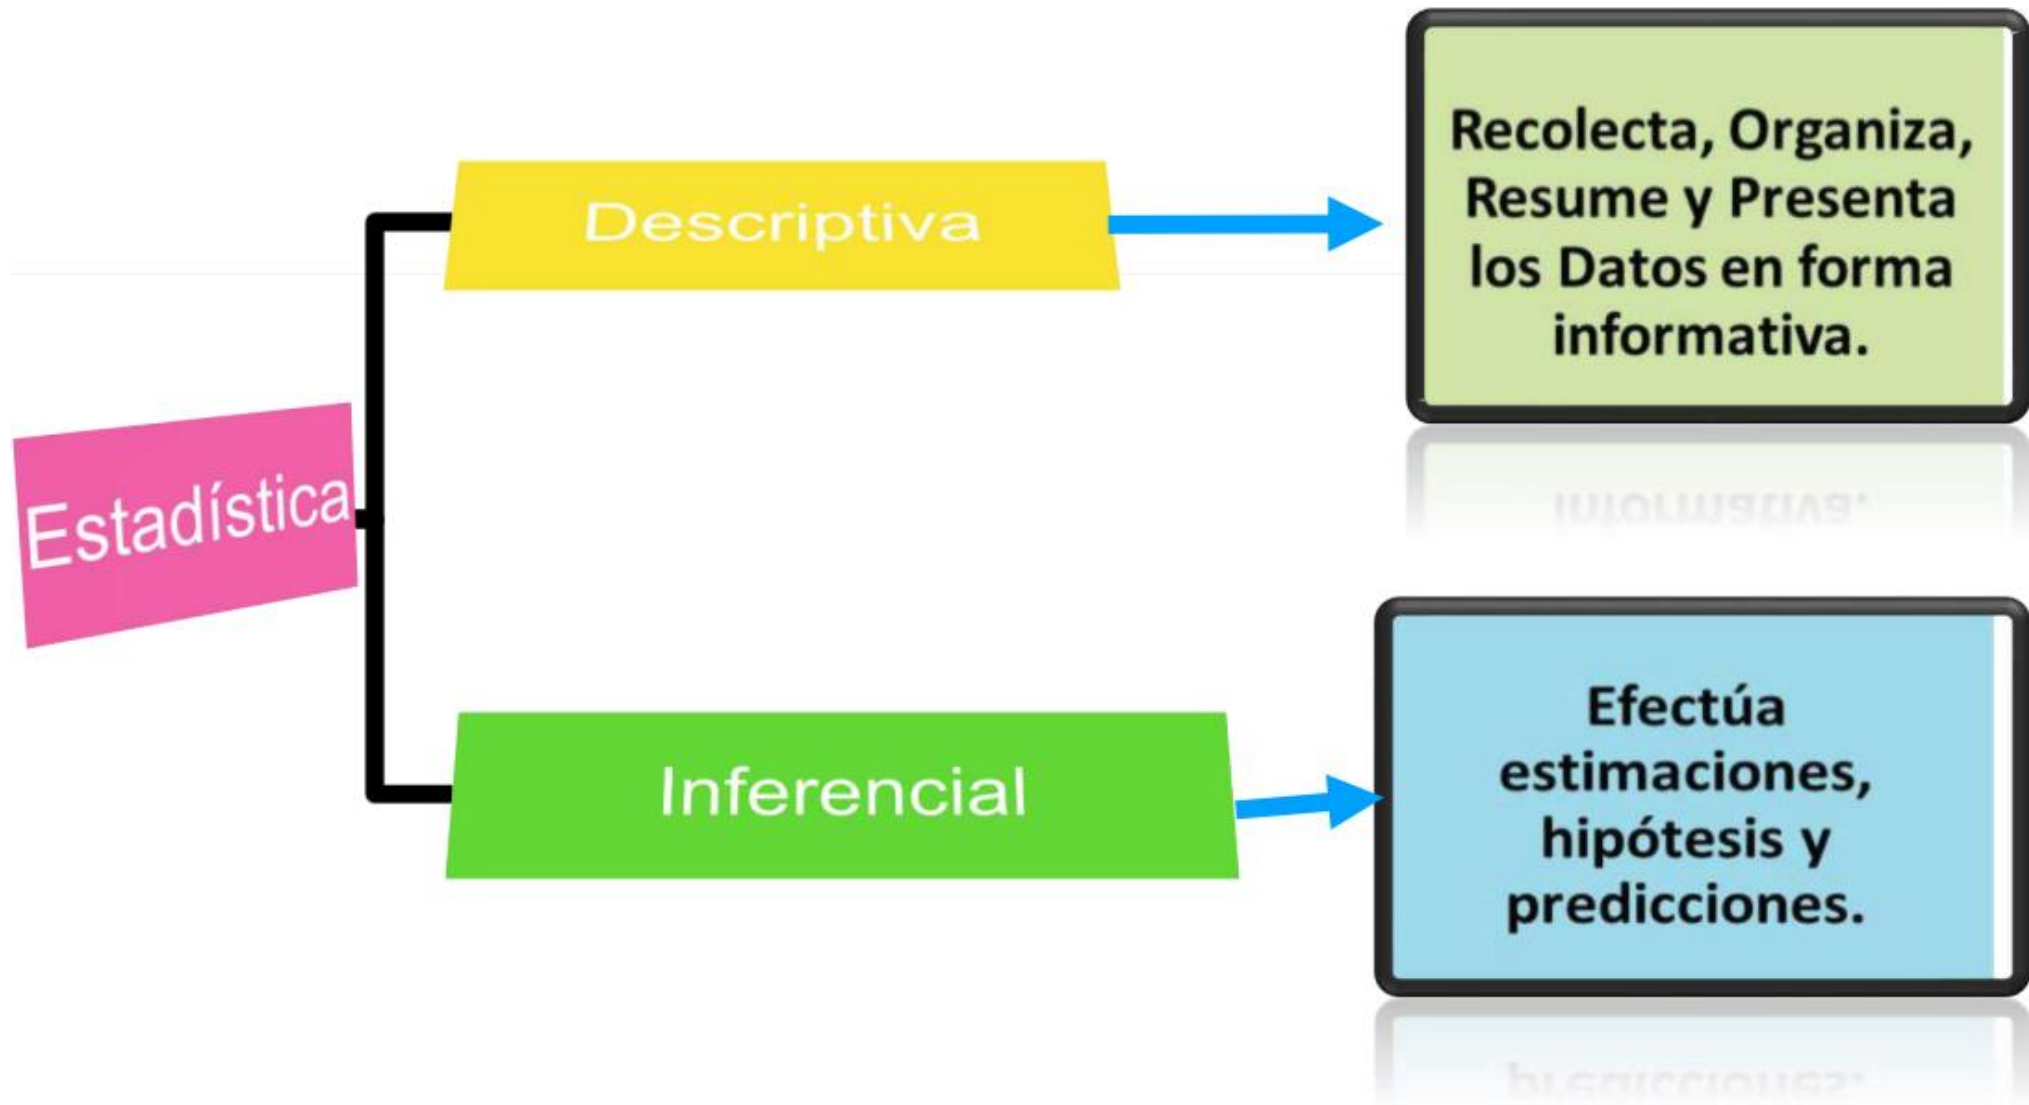 Estadística
Descriptiva
Recolecta, Organiza,
Resume y Presenta
los Datos en forma
informativa.
Inferencial
Efectúa
estimaciones,
hipótesis y
predicciones.